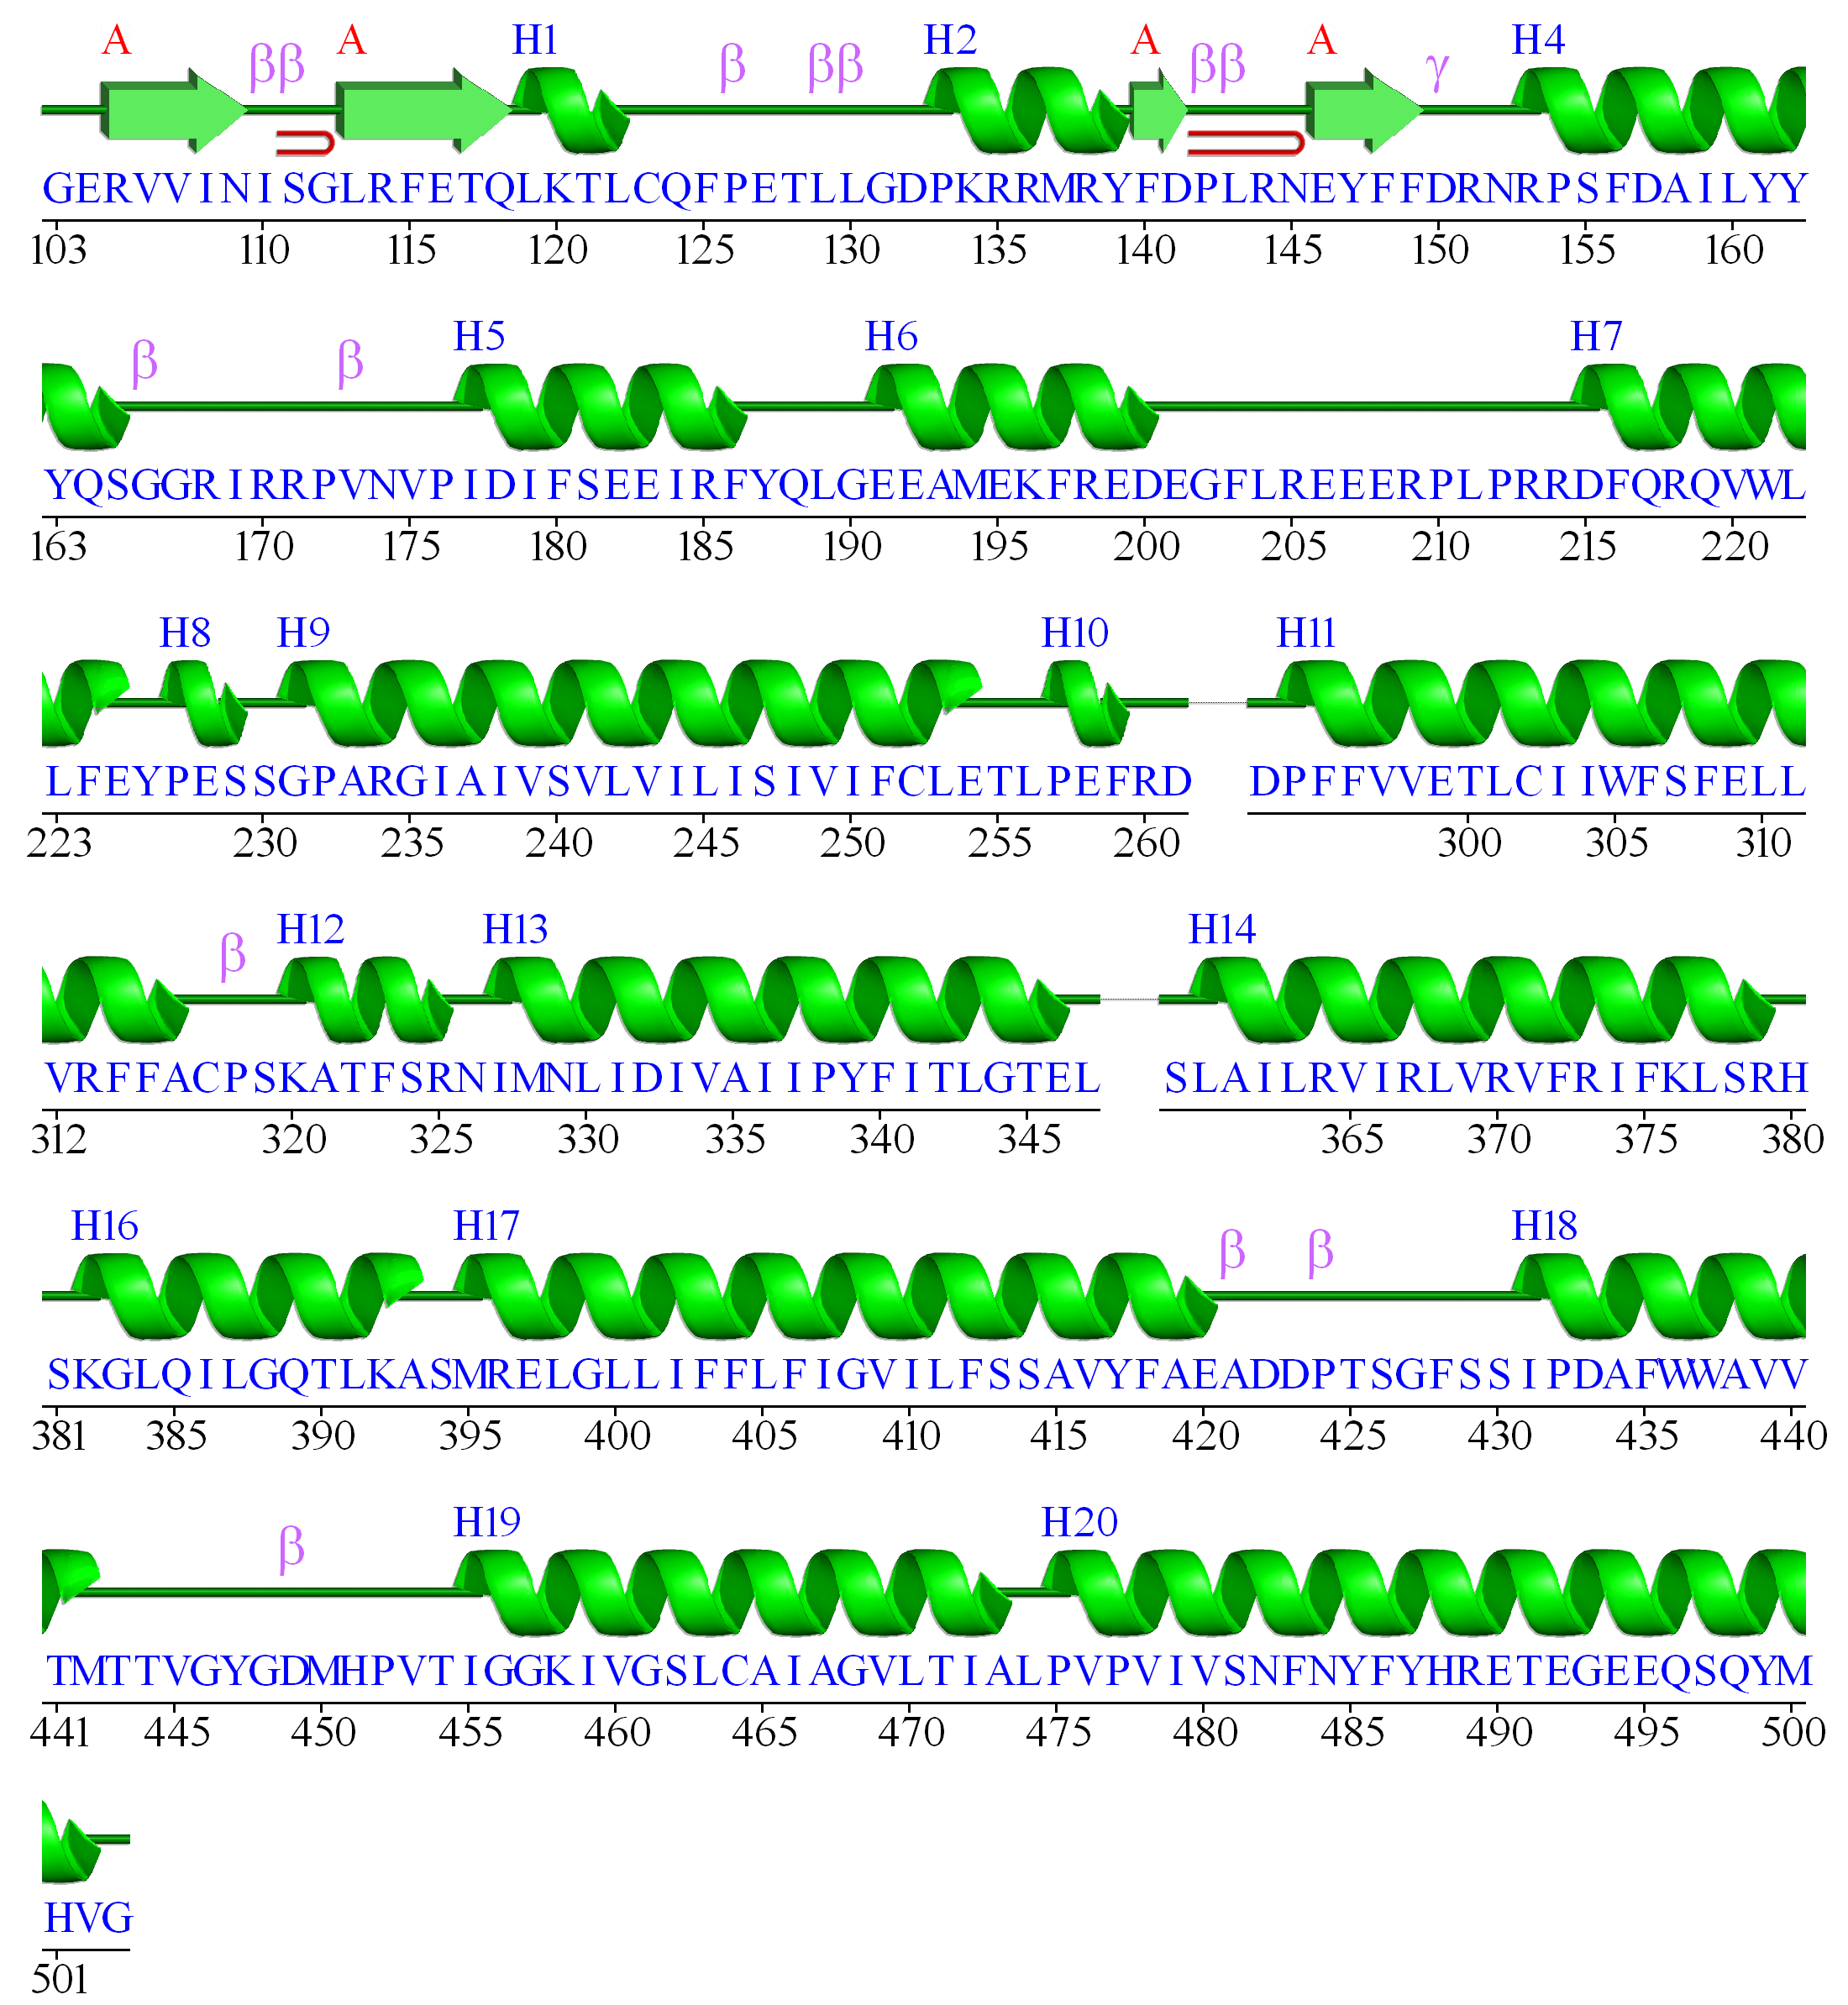 A ββ A H1 β ββ H2 A ββ A γ H4
GERVVINISGLRFETQLKTLCQFPETLLGDPKRRMRYFDPLRNEYFFDRNRPSFDAILYY
103 110 115 120 125 130 135 140 145 150 155 160
β β H5 H6 H7
YQSGGRIRRPVNVPIDIFSEEIRFYQLGEEAMEKFREDEGFLREEERPLPRRDFQRQVWL
163 170 175 180 185 190 195 200 205 210 215 220
H8 H9 H10 H11
LFEYPESSGPARGIAIVSVLVILISIVIFCLETLPEFRD DPFFVVETLCIIWFSFELL
223 230 235 240 245 250 255 260 300 305 310
β H12 H13 H14
VRFFACPSKATFSRNIMNLIDIVAIIPYFITLGTEL SLAILRVIRLVRVFRIFKLSRH
312 320 325 330 335 340 345 365 370 375 380
H16 H17 β β H18
SKGLQILGQTLKASMRELGLLIFFLFIGVILFSSAVYFAEADDPTSGFSSIPDAFWWAVV
381 385 390 395 400 405 410 415 420 425 430 435 440
β H19 H20
TMTTVGYGDMHPVTIGGKIVGSLCAIAGVLTIALPVPVIVSNFNYFYHRETEGEEQSQYM
441 445 450 455 460 465 470 475 480 485 490 495 500
HVG
501